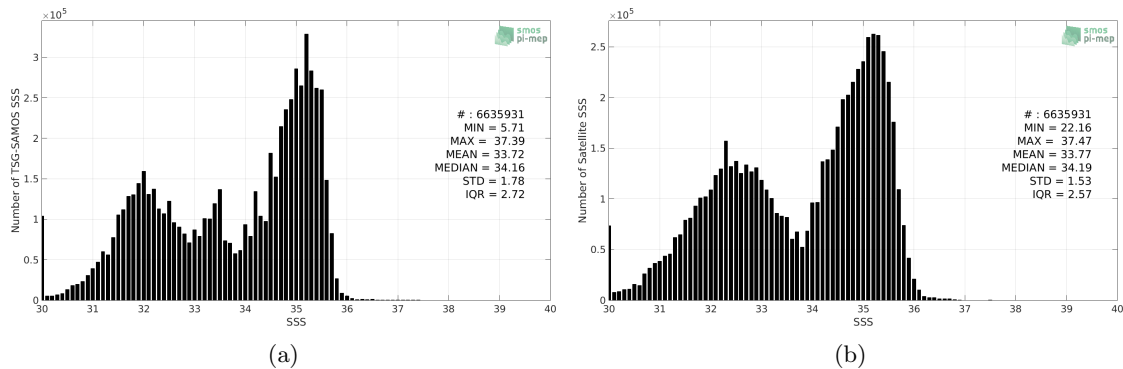 ×10⁵
3
2.5
2
1.5
1
0.5
0
30 31 32 33 34 35 36 37 38 39 40
SSS
Number of TSG-SAMOS SSS
smos
pi-mep
# : 6635931
MIN = 5.71
MAX = 37.39
MEAN = 33.72
MEDIAN = 34.16
STD = 1.78
IQR = 2.72
(a)
×10⁵
2.5
2
1.5
1
0.5
0
30 31 32 33 34 35 36 37 38 39 40
SSS
Number of Satellite SSS
smos
pi-mep
# : 6635931
MIN = 22.16
MAX = 37.47
MEAN = 33.77
MEDIAN = 34.19
STD = 1.53
IQR = 2.57
(b)